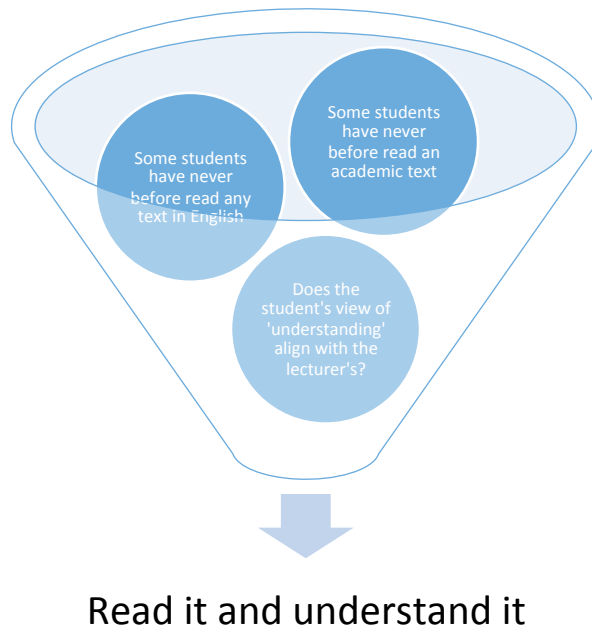 Some students
have never
before read an
academic text
Some students
have never
before read any
text in English
Does the
student's view of
'understanding'
align with the
lecturer's?
Read it and understand it